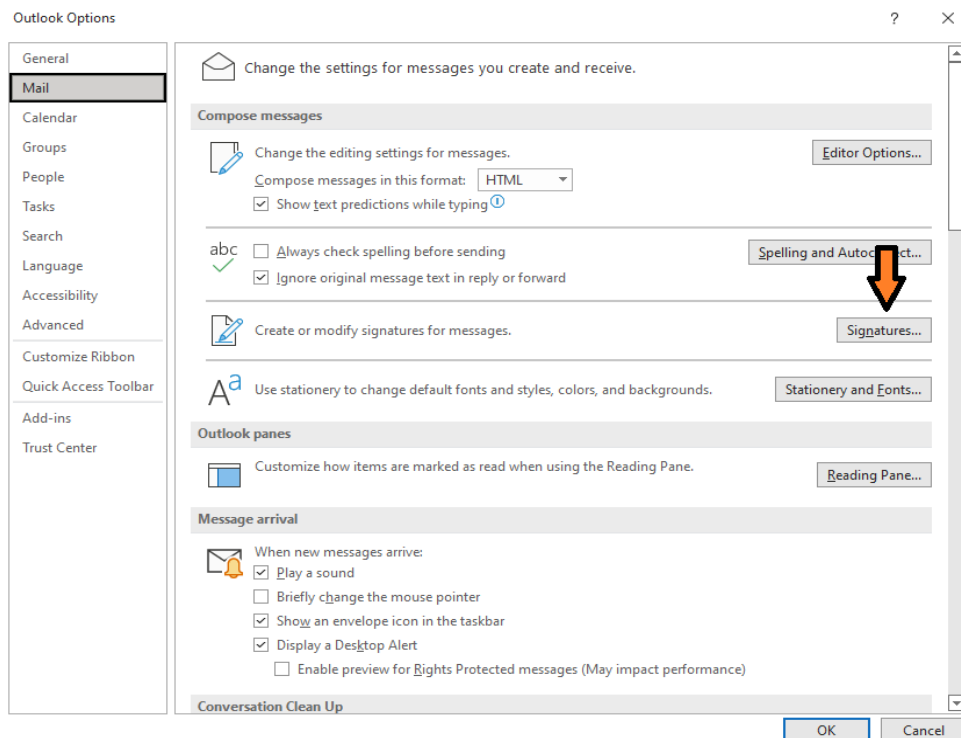 Outlook Options
General
Mail
Calendar
Groups
People
Tasks
Search
Language
Accessibility
Advanced
Customize Ribbon
Quick Access Toolbar
Add-ins
Trust Center
Change the settings for messages you create and receive.
Compose messages
Change the editing settings for messages.
Editor Options...
Compose messages in this format: HTML
Show text predictions while typing
abc
Always check spelling before sending
Spelling and
Ignore original message text in reply or forward
Create or modify signatures for messages.
Signatures...
Use stationery to change default fonts and styles, colors, and backgrounds.
Stationery and Fonts...
Outlook panes
Customize how items are marked as read when using the Reading Pane.
Reading Pane...
Message arrival
When new messages arrive:
Play a sound
Briefly change the mouse pointer
Show an envelope icon in the taskbar
Display a Desktop Alert
Enable preview for Rights Protected messages (May impact performance)
Conversation Clean Up
OK
Cancel